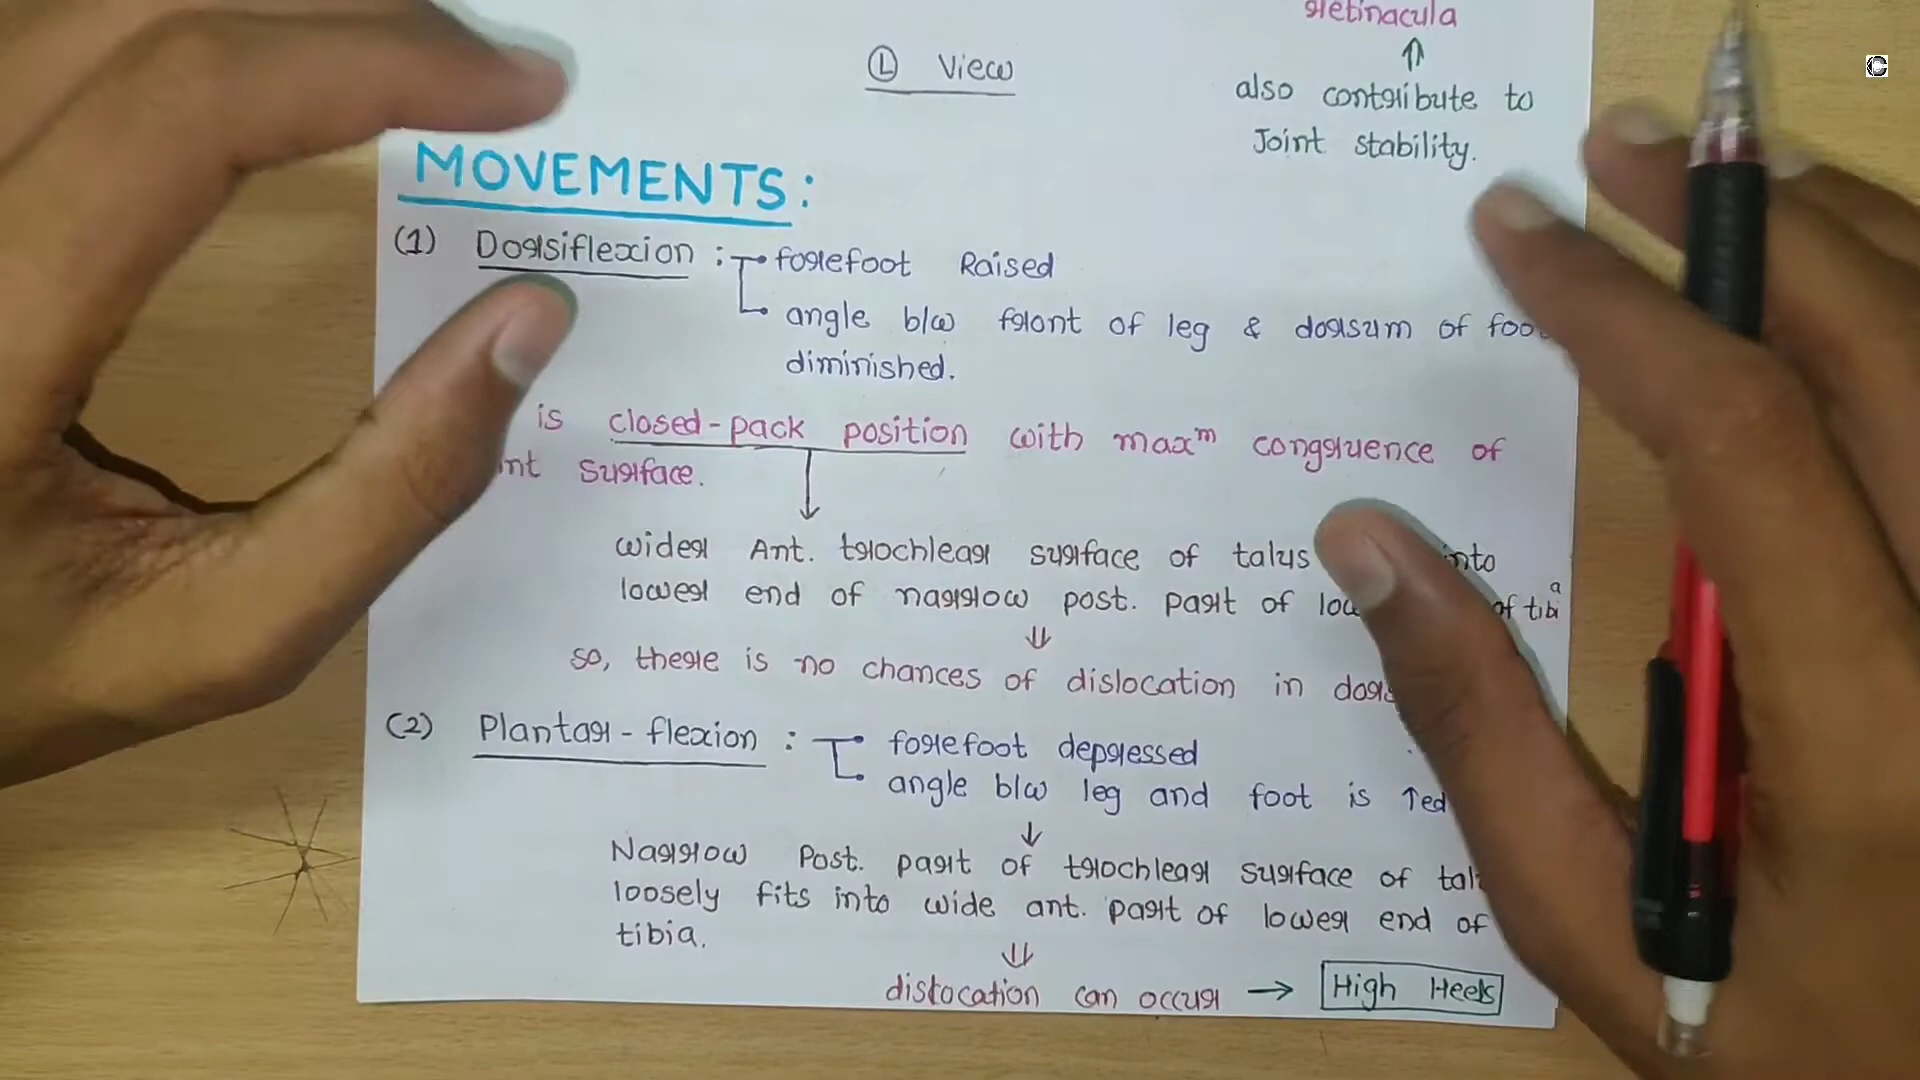 retinacula
Ⓛ View
⇑
also contribute to
Joint stability.
MOVEMENTS:
(1) Dorsiflexion : forefoot Raised
angle b/w front of leg & dorsum of
diminished.
is closed-pack position with maxᵐ congruence of
surface.
↓
wider Ant. trochlear surface of talus into
lower end of narrow post. part of of tibia
⇓
so, there is no chances of dislocation in
(2) Plantar-flexion : forefoot depressed
angle b/w leg and foot is ↑ed
↓
Narrow Post. part of trochlear surface of
loosely fits into wide ant. part of lower end of
tibia.
⇓
dislocation can occur → High Heels